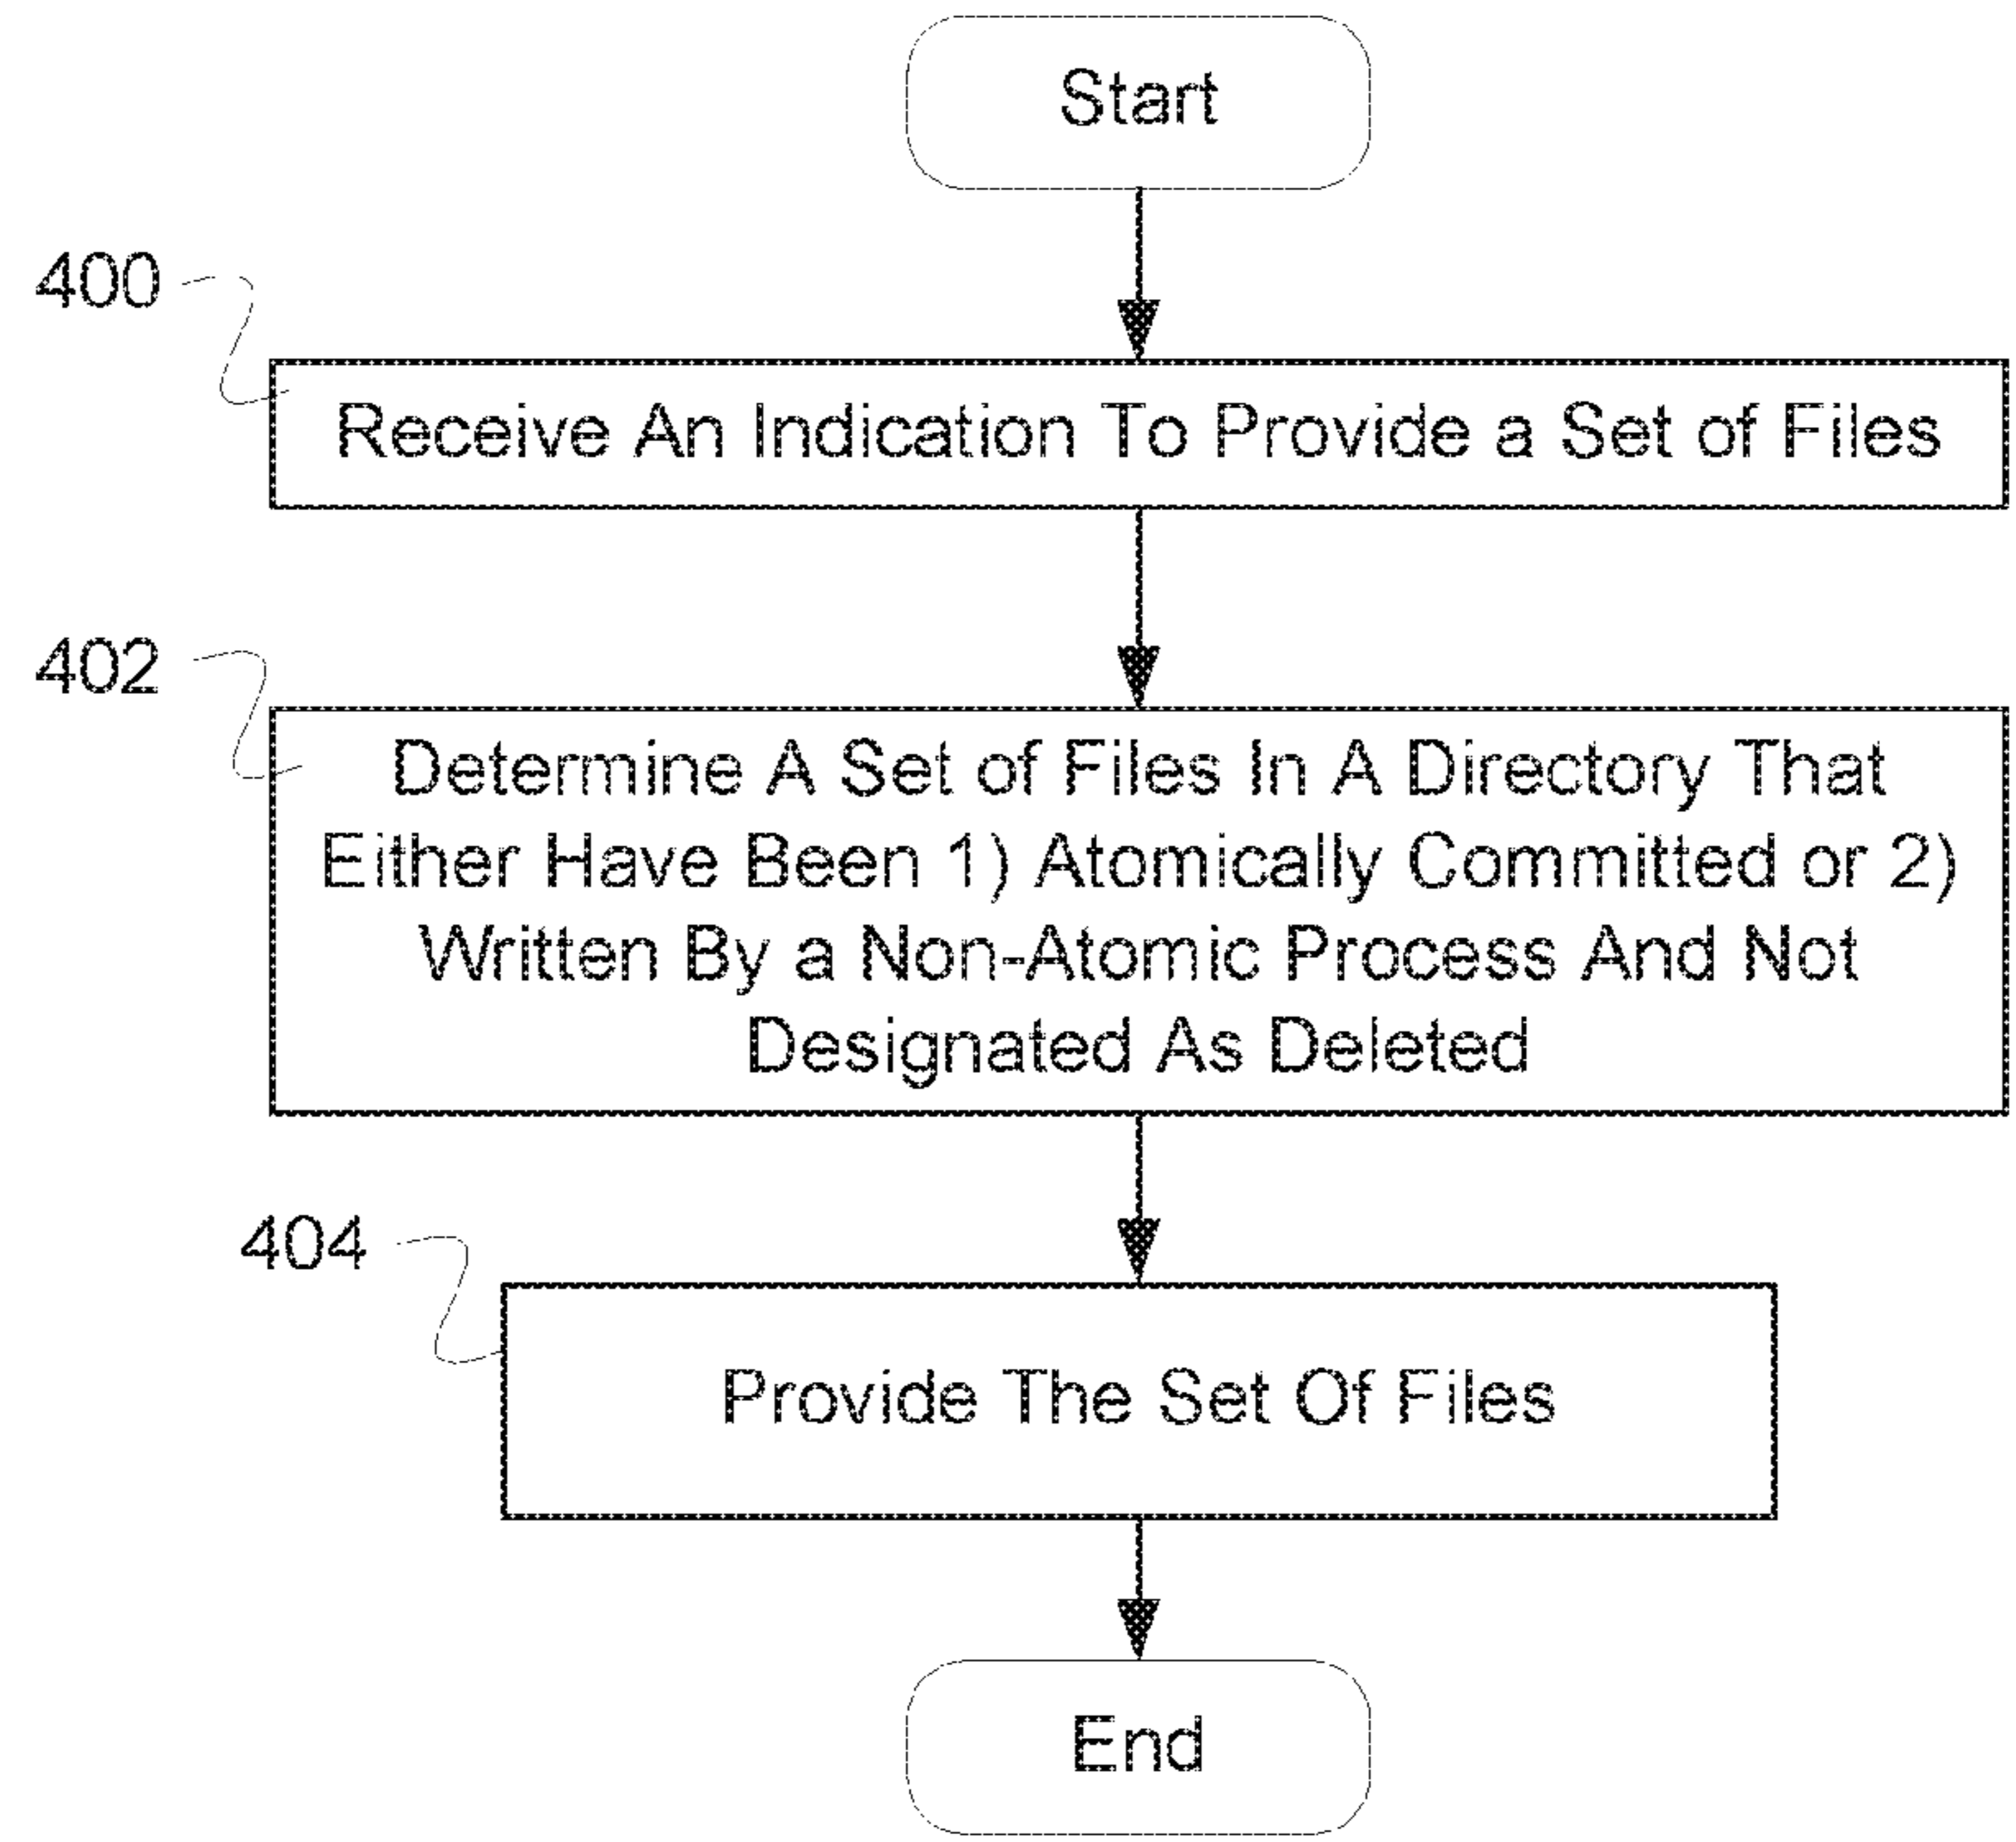 Start
400
Receive An Indication To Provide a Set of Files
402
Determine A Set of Files In A Directory That
Either Have Been 1) Atomically Committed or 2)
Written By a Non-Atomic Process And Not
Designated As Deleted
404
Provide The Set Of Files
End